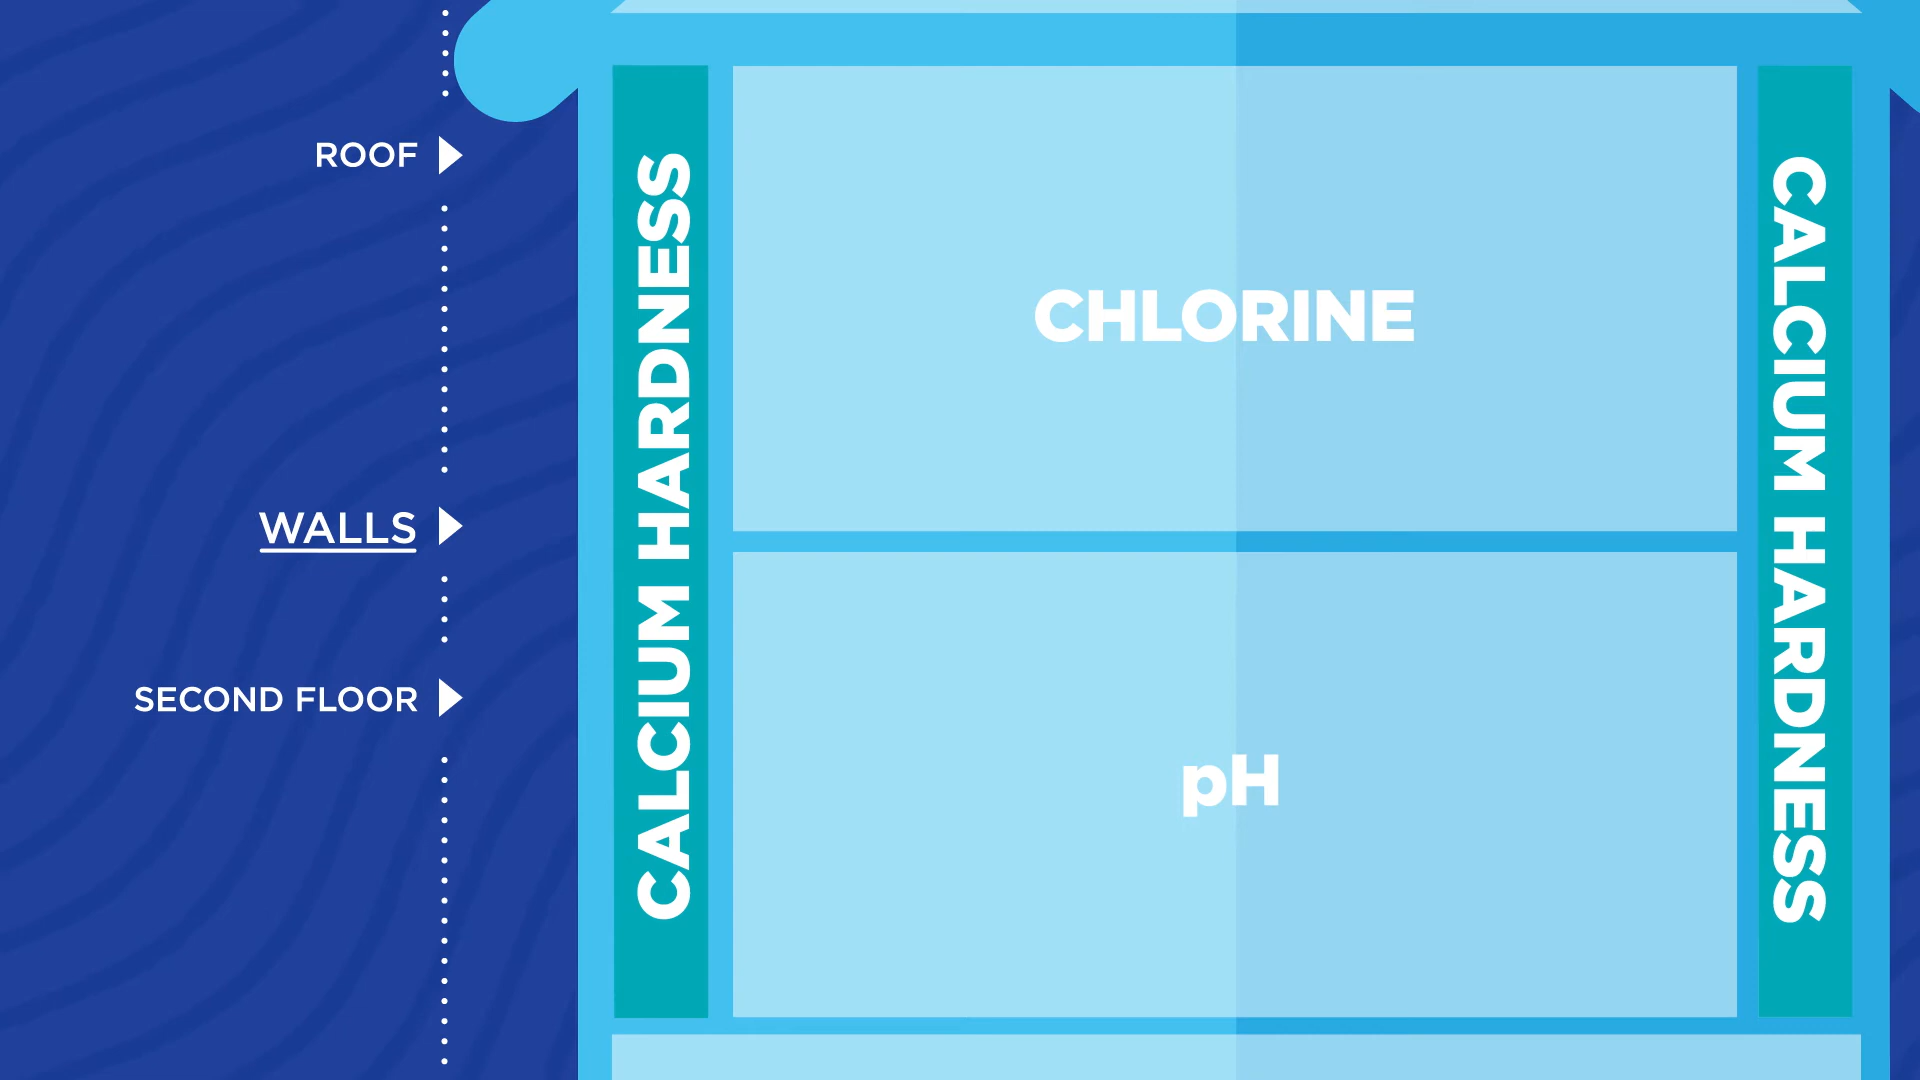 ROOF
WALLS
SECOND FLOOR
CALCIUM HARDNESS
CHLORINE
pH
CALCIUM HARDNESS